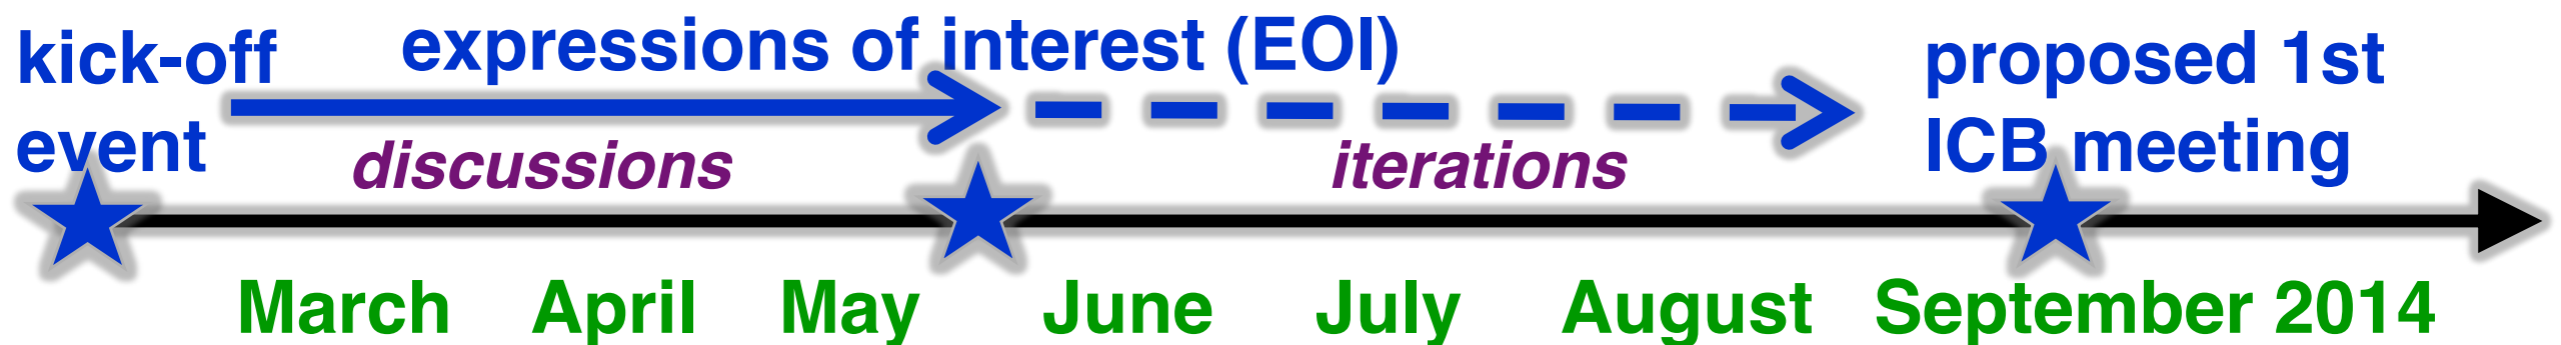 kick-off
event
expressions of interest (EOI)
discussions
iterations
proposed 1st
ICB meeting
March April May June July August September 2014